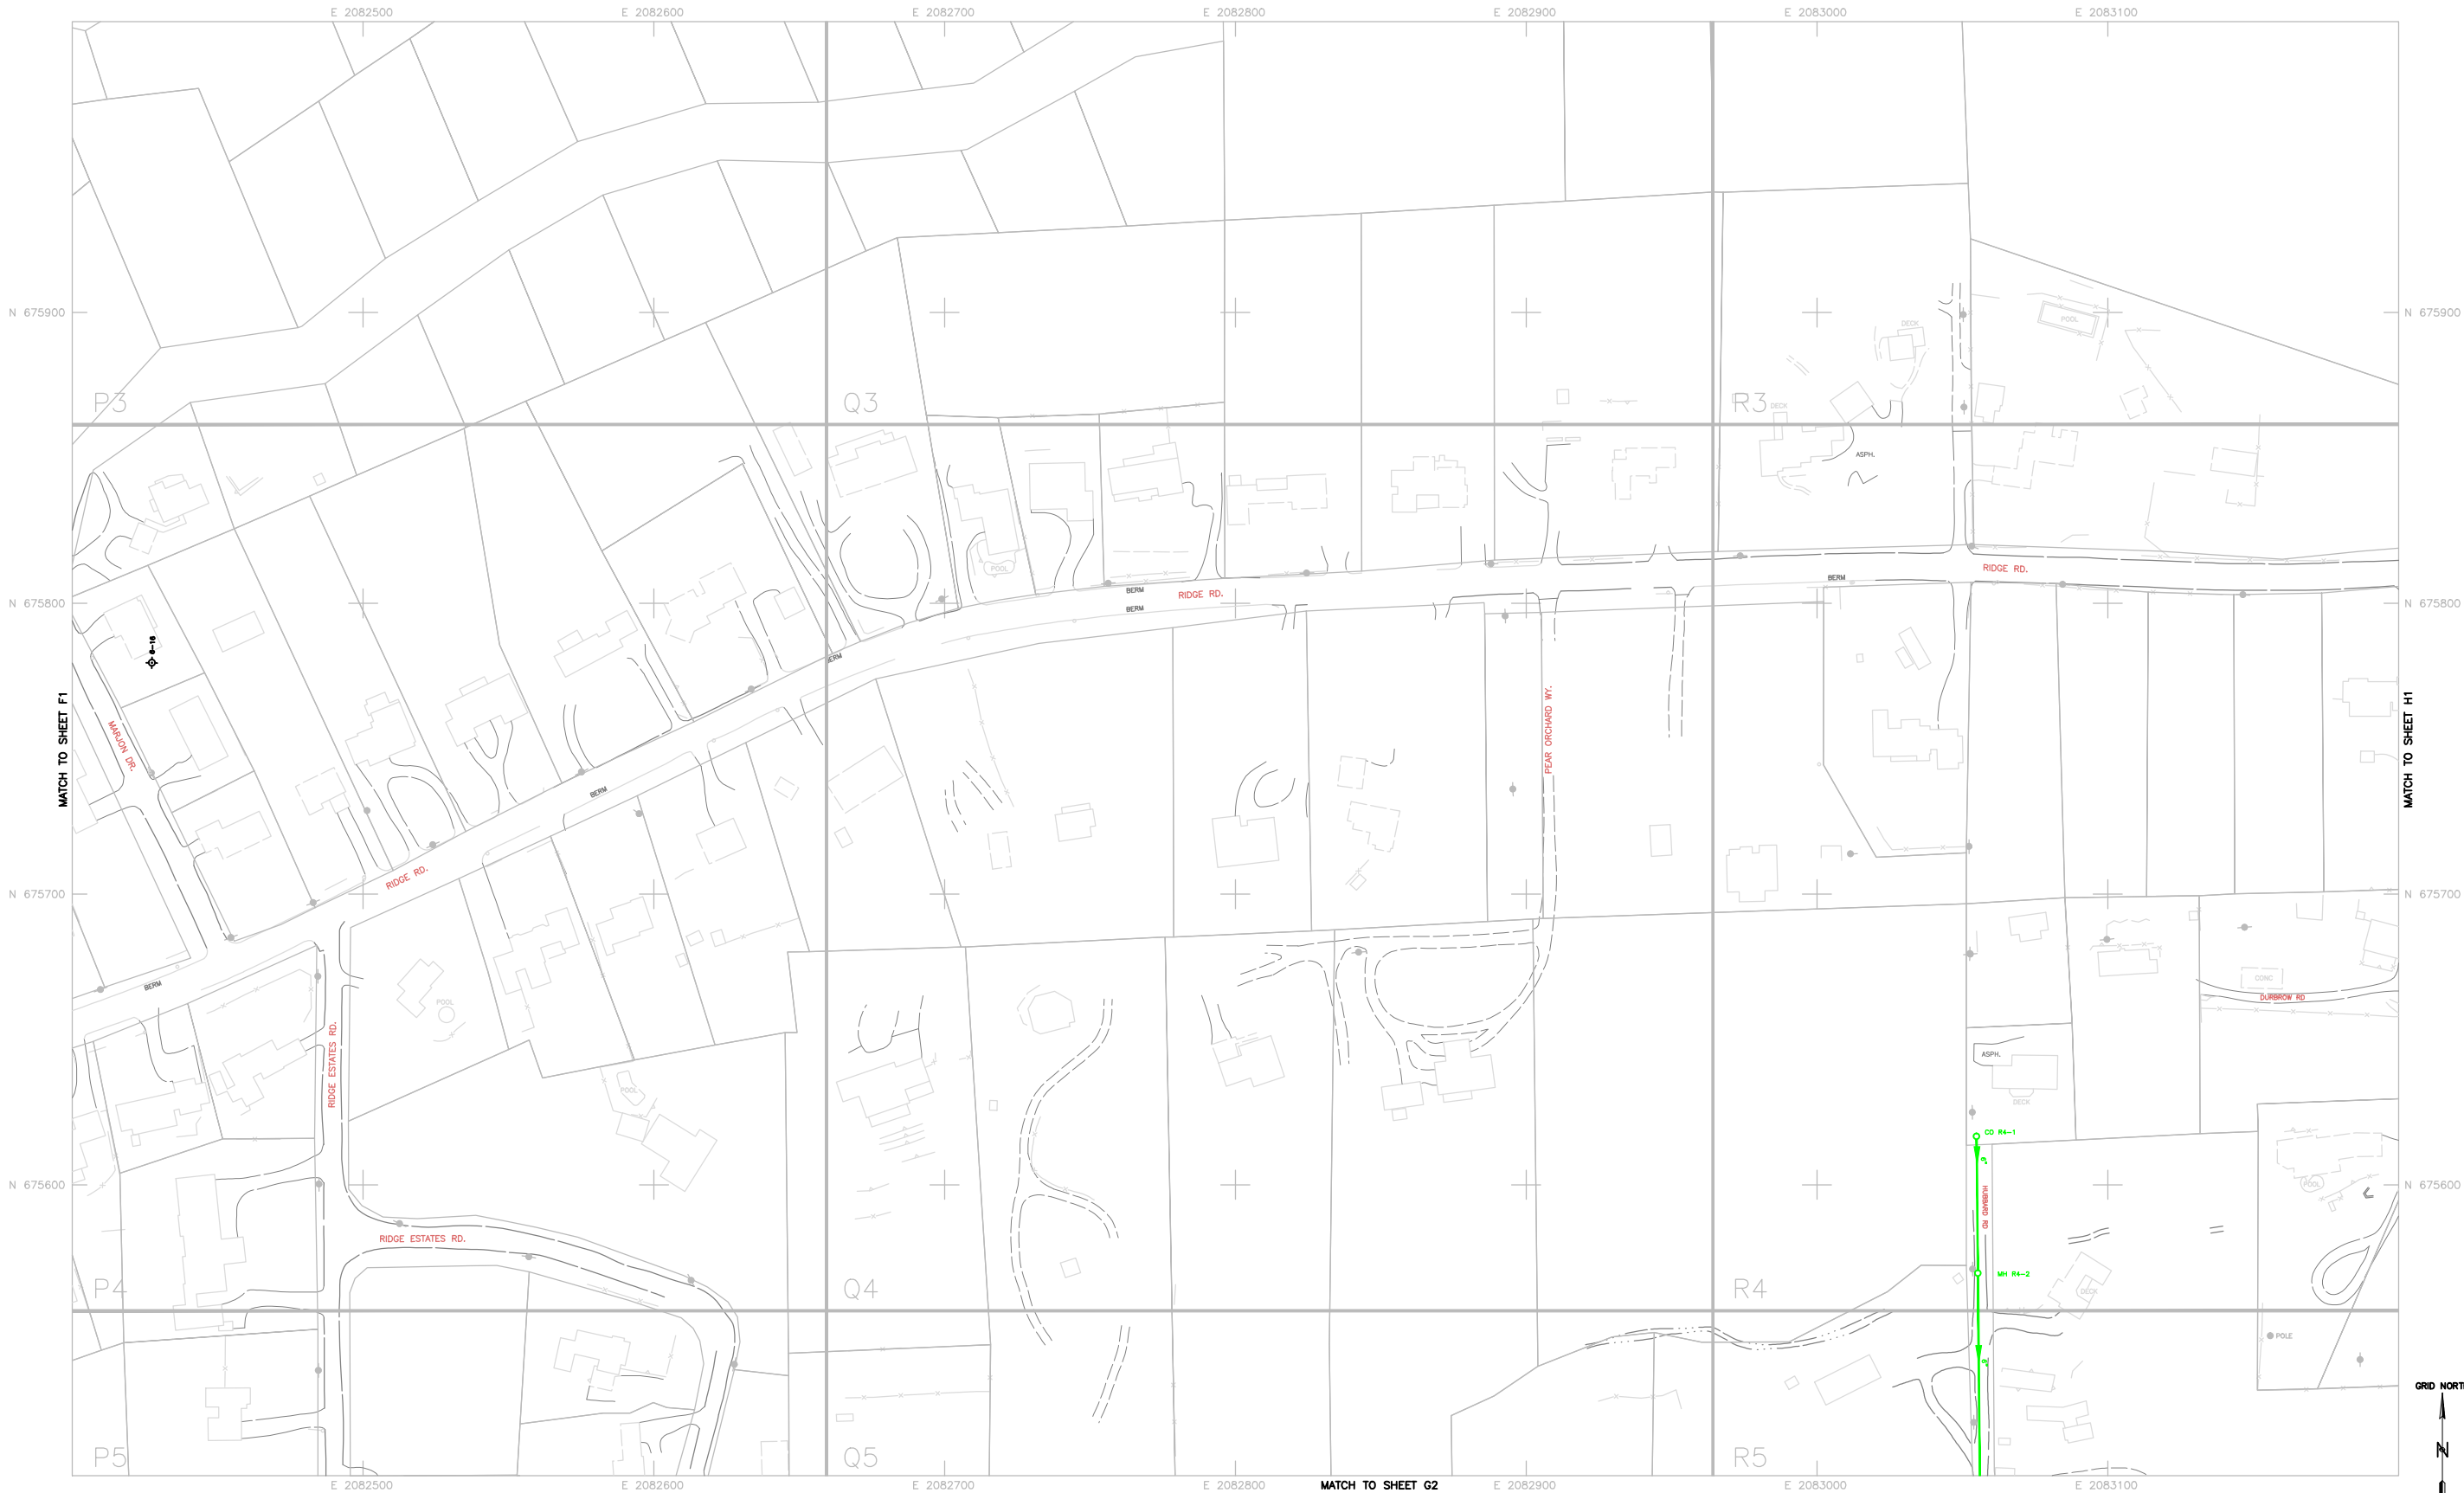 E 2082500
E 2082600
E 2082700
E 2082800
E 2082900
E 2083000
E 2083100
N 675900
N 675900
POOL
DECK
P3
Q3
R3
DECK
ASPH.
POOL
RIDGE RD.
BERM
BERM
RIDGE RD.
BERM
N 675800
N 675800
G-16
BERM
MATCH TO SHEET F1
MARJON DR.
PEAR ORCHARD WY.
MATCH TO SHEET H1
BERM
RIDGE RD.
N 675700
N 675700
BERM
POOL
CONC
DURBROW RD
RIDGE ESTATES RD.
ASPH.
POOL
DECK
CO R4-1
6"
N 675600
N 675600
POOL
HUBBARD RD
RIDGE ESTATES RD.
MH R4-2
P4
Q4
R4
DECK
POLE
GRID NORTH
P5
Q5
R5
N
E 2082500
E 2082600
E 2082700
E 2082800
MATCH TO SHEET G2
E 2082900
E 2083000
E 2083100